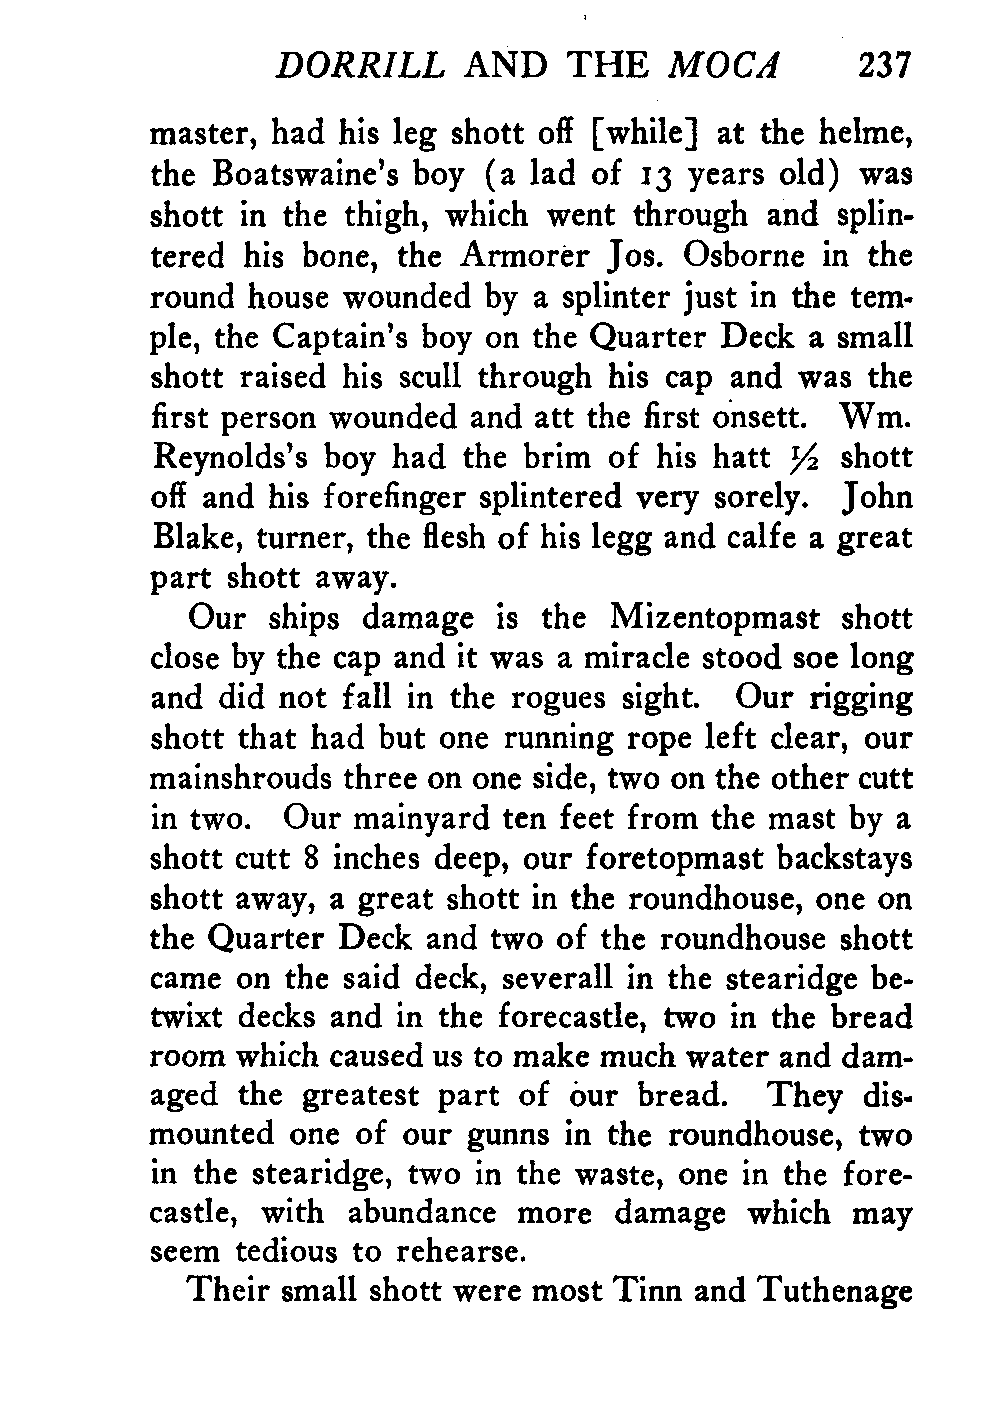 DORRILL AND THE MOCA 237
master, had his leg shott off [while] at the helme,
the Boatswaine's boy (a lad of 13 years old) was
shott in the thigh, which went through and splin-
tered his bone, the Armorer Jos. Osborne in the
round house wounded by a splinter just in the tem-
ple, the Captain's boy on the Quarter Deck a small
shott raised his scull through his cap and was the
first person wounded and att the first onsett. Wm.
Reynolds's boy had the brim of his hatt ½ shott
off and his forefinger splintered very sorely. John
Blake, turner, the flesh of his legg and calfe a great
part shott away.
Our ships damage is the Mizentopmast shott
close by the cap and it was a miracle stood soe long
and did not fall in the rogues sight. Our rigging
shott that had but one running rope left clear, our
mainshrouds three on one side, two on the other cutt
in two. Our mainyard ten feet from the mast by a
shott cutt 8 inches deep, our foretopmast backstays
shott away, a great shott in the roundhouse, one on
the Quarter Deck and two of the roundhouse shott
came on the said deck, severall in the stearidge be-
twixt decks and in the forecastle, two in the bread
room which caused us to make much water and dam-
aged the greatest part of our bread. They dis-
mounted one of our gunns in the roundhouse, two
in the stearidge, two in the waste, one in the fore-
castle, with abundance more damage which may
seem tedious to rehearse.
Their small shott were most Tinn and Tuthenage